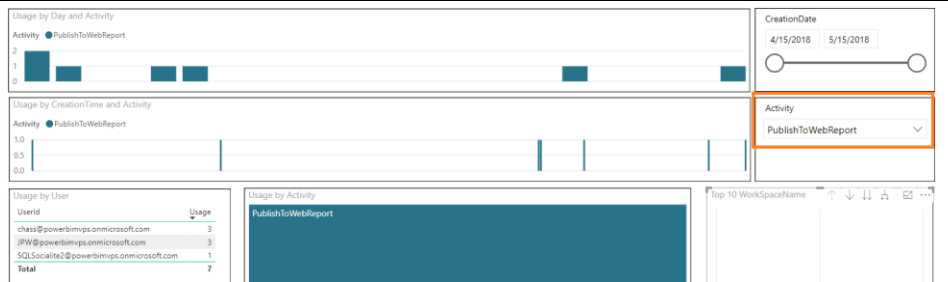 Usage by Day and Activity
Activity PublishToWebReport
2
1
0
CreationDate
4/15/2018 5/15/2018
Usage by CreationTime and Activity
Activity PublishToWebReport
1.0
0.5
0.0
Activity
PublishToWebReport
Usage by User
UserId Usage
chass@powerbimvps.onmicrosoft.com 3
JPW@powerbimvps.onmicrosoft.com 3
SQLSocialite2@powerbimvps.onmicrosoft.com 1
Total 7
Usage by Activity
PublishToWebReport
Top 10 WorkSpaceName